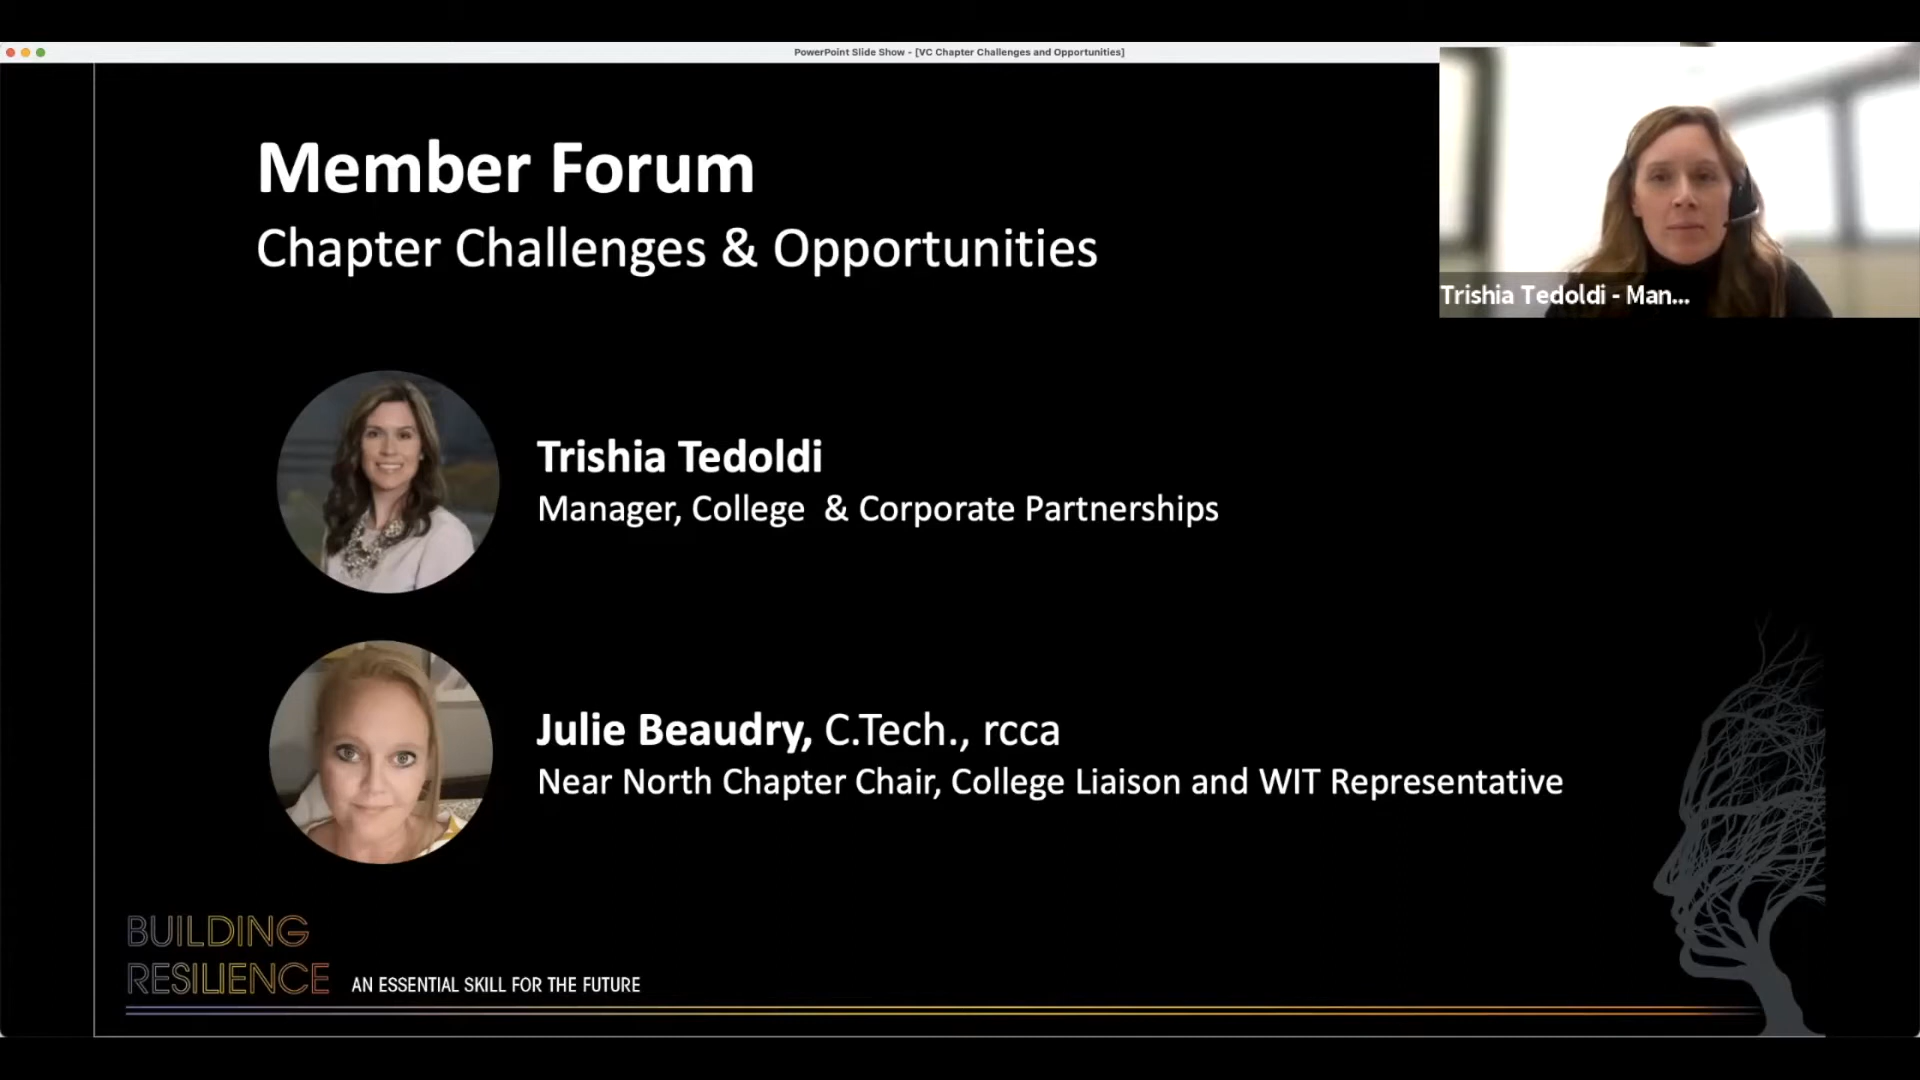 PowerPoint Slide Show - [VC Chapter Challenges and Opportunities]
Member Forum
Chapter Challenges & Opportunities
Trishia Tedoldi - Man...
Trishia Tedoldi
Manager, College & Corporate Partnerships
Julie Beaudry, C.Tech., rcca
Near North Chapter Chair, College Liaison and WIT Representative
BUILDING
RESILIENCE AN ESSENTIAL SKILL FOR THE FUTURE